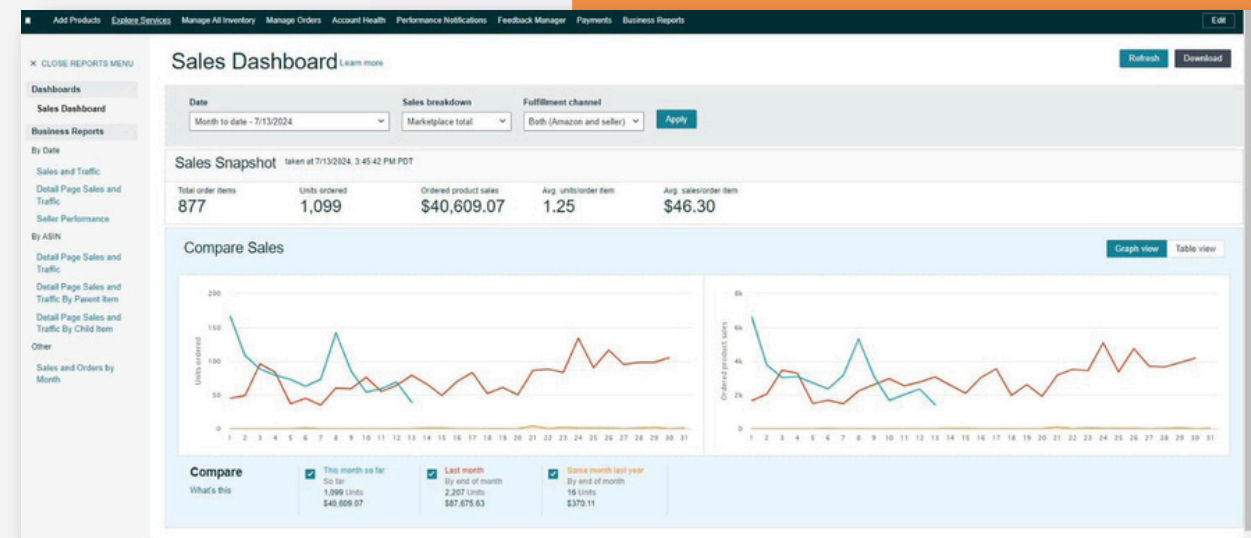 Add Products Explore Services Manage All Inventory Manage Orders Account Health Performance Notifications Feedback Manager Payments Business Reports Edit
× CLOSE REPORTS MENU
Dashboards
Sales Dashboard
Business Reports
By Date
Sales and Traffic
Detail Page Sales and
Traffic
Seller Performance
By ASIN
Detail Page Sales and
Traffic
Detail Page Sales and
Traffic By Parent Item
Detail Page Sales and
Traffic By Child Item
Other
Sales and Orders by
Month
Sales Dashboard Learn more
Refresh Download
Date Sales breakdown Fulfillment channel
Month to date - 7/13/2024 Marketplace total Both (Amazon and seller) Apply
Sales Snapshot taken at 7/13/2024, 3:45:42 PM PDT
Total order items Units ordered Ordered product sales Avg. units/order item Avg. sales/order item
877 1,099 $40,609.07 1.25 $46.30
Compare Sales
Graph view Table view
Units ordered
200
150
100
50
0
1 2 3 4 5 6 7 8 9 10 11 12 13 14 15 16 17 18 19 20 21 22 23 24 25 26 27 28 29 30 31
Ordered product sales
8k
6k
4k
2k
0
1 2 3 4 5 6 7 8 9 10 11 12 13 14 15 16 17 18 19 20 21 22 23 24 25 26 27 28 29 30 31
Compare
What's this
This month so far
So far
1,099 Units
$40,609.07
Last month
By end of month
2,207 Units
$87,675.63
Same month last year
By end of month
16 Units
$370.11